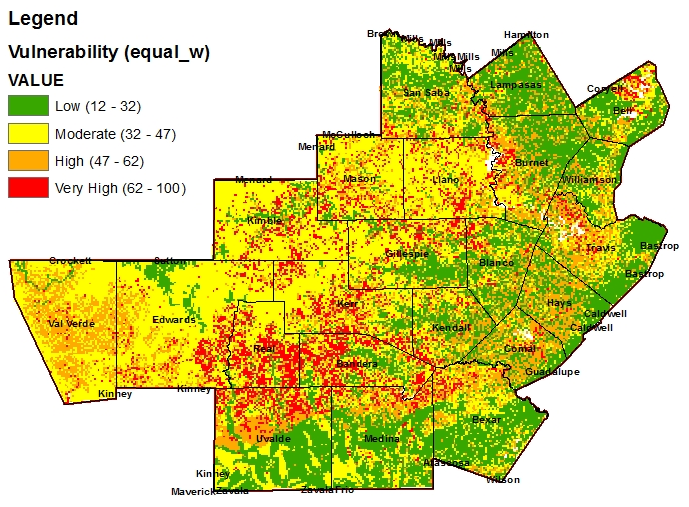 Legend
Vulnerability (equal_w)
VALUE
Low (12 - 32)
Moderate (32 - 47)
High (47 - 62)
Very High (62 - 100)
Mills
Mills
Mills
Mills
Hamilton
Mills
San Saba
Lampasas
Coryell
Bell
McCulloch
Menard
Burnet
Menard
Mason
Llano
Williamson
Kimble
Travis
Bastrop
Gillespie
Blanco
Crockett
Sutton
Bastrop
Kerr
Hays
Caldwell
Val Verde
Edwards
Kendall
Caldwell
Real
Bandera
Comal
Guadalupe
Kinney
Kinney
Bexar
Uvalde
Medina
Atascosa
Kinney
Wilson
Maverick
Zavala
Zavala
Frio